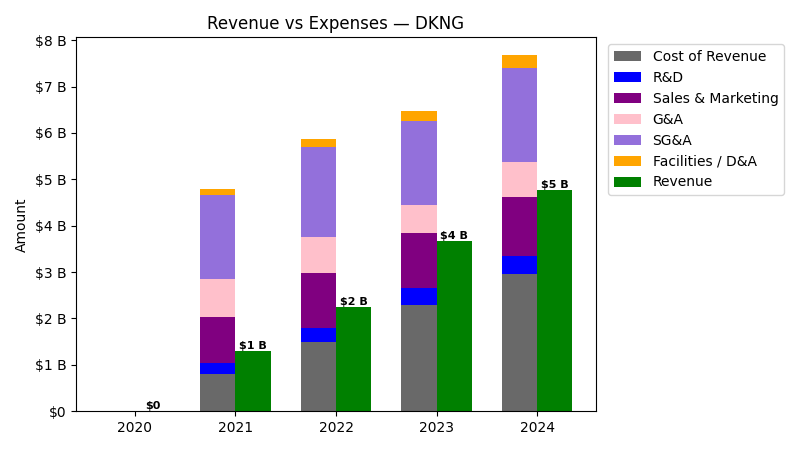 Revenue vs Expenses — DKNG
$8 B
$7 B
$6 B
$5 B
$4 B
$3 B
$2 B
$1 B
$0
Amount
$0
$1 B
$2 B
$4 B
$5 B
2020
2021
2022
2023
2024
Cost of Revenue
R&D
Sales & Marketing
G&A
SG&A
Facilities / D&A
Revenue